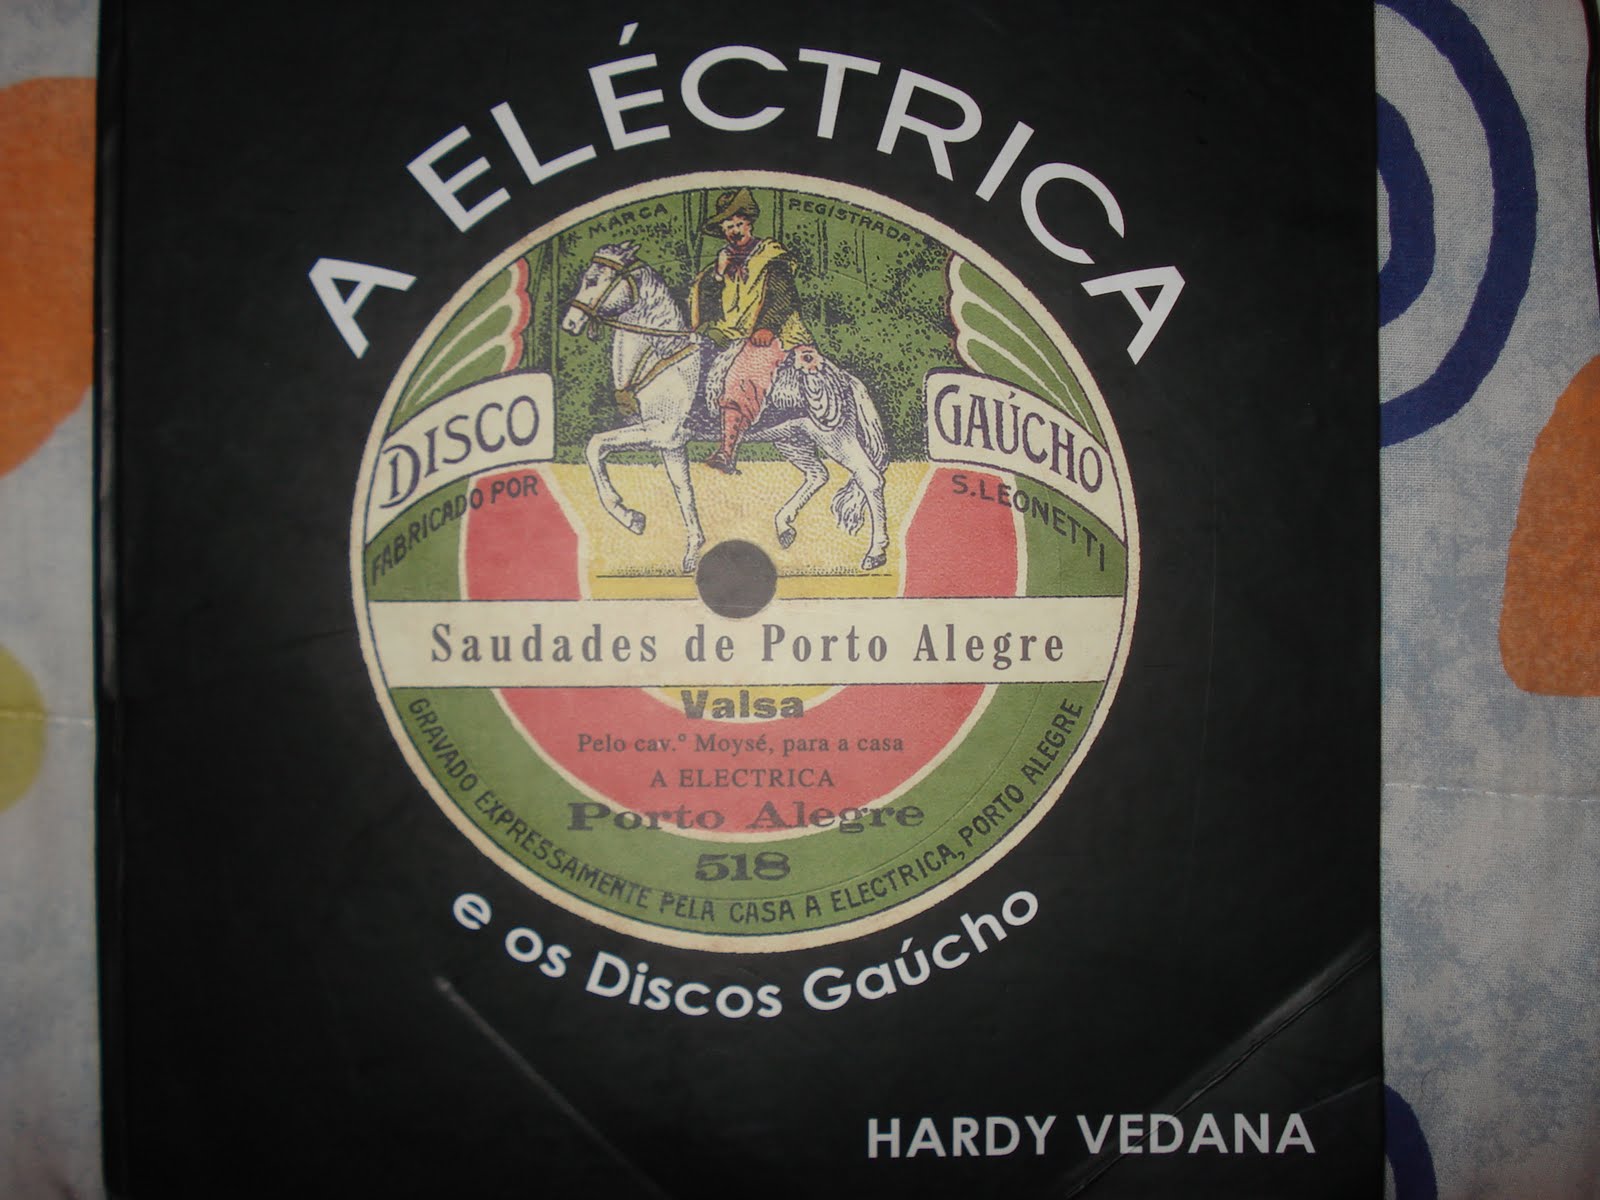 A ELÉCTRICA
MARCA REGISTRADA
DISCO GAÚCHO
FABRICADO POR S. LEONETTI
Saudades de Porto Alegre
Valsa
Pelo cav.º Moysé, para a casa
A ELECTRICA
Porto Alegre
518
GRAVADO EXPRESSAMENTE PELA CASA A ELECTRICA, PORTO ALEGRE
e os Discos Gaúcho
HARDY VEDANA